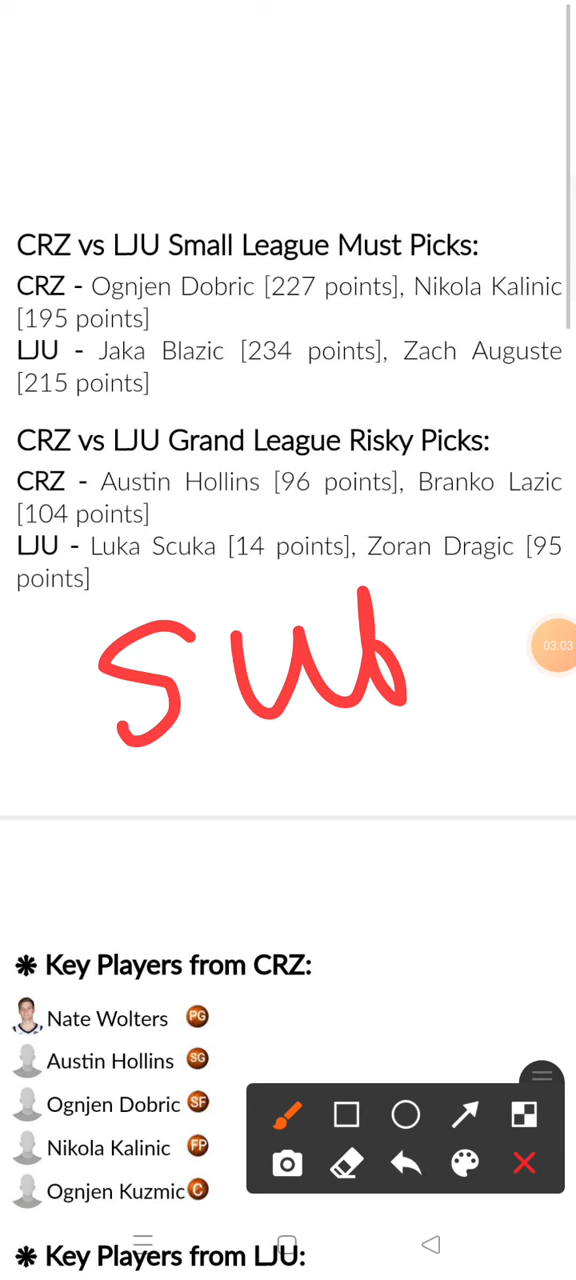 CRZ vs LJU Small League Must Picks:
CRZ - Ognjen Dobric [227 points], Nikola Kalinic
[195 points]
LJU - Jaka Blazic [234 points], Zach Auguste
[215 points]
CRZ vs LJU Grand League Risky Picks:
CRZ - Austin Hollins [96 points], Branko Lazic
[104 points]
LJU - Luka Scuka [14 points], Zoran Dragic [95
points]
sub
03:03
✱ Key Players from CRZ:
Nate Wolters PG
Austin Hollins SG
Ognjen Dobric SF
Nikola Kalinic FP
Ognjen Kuzmic C
✱ Key Players from LJU: